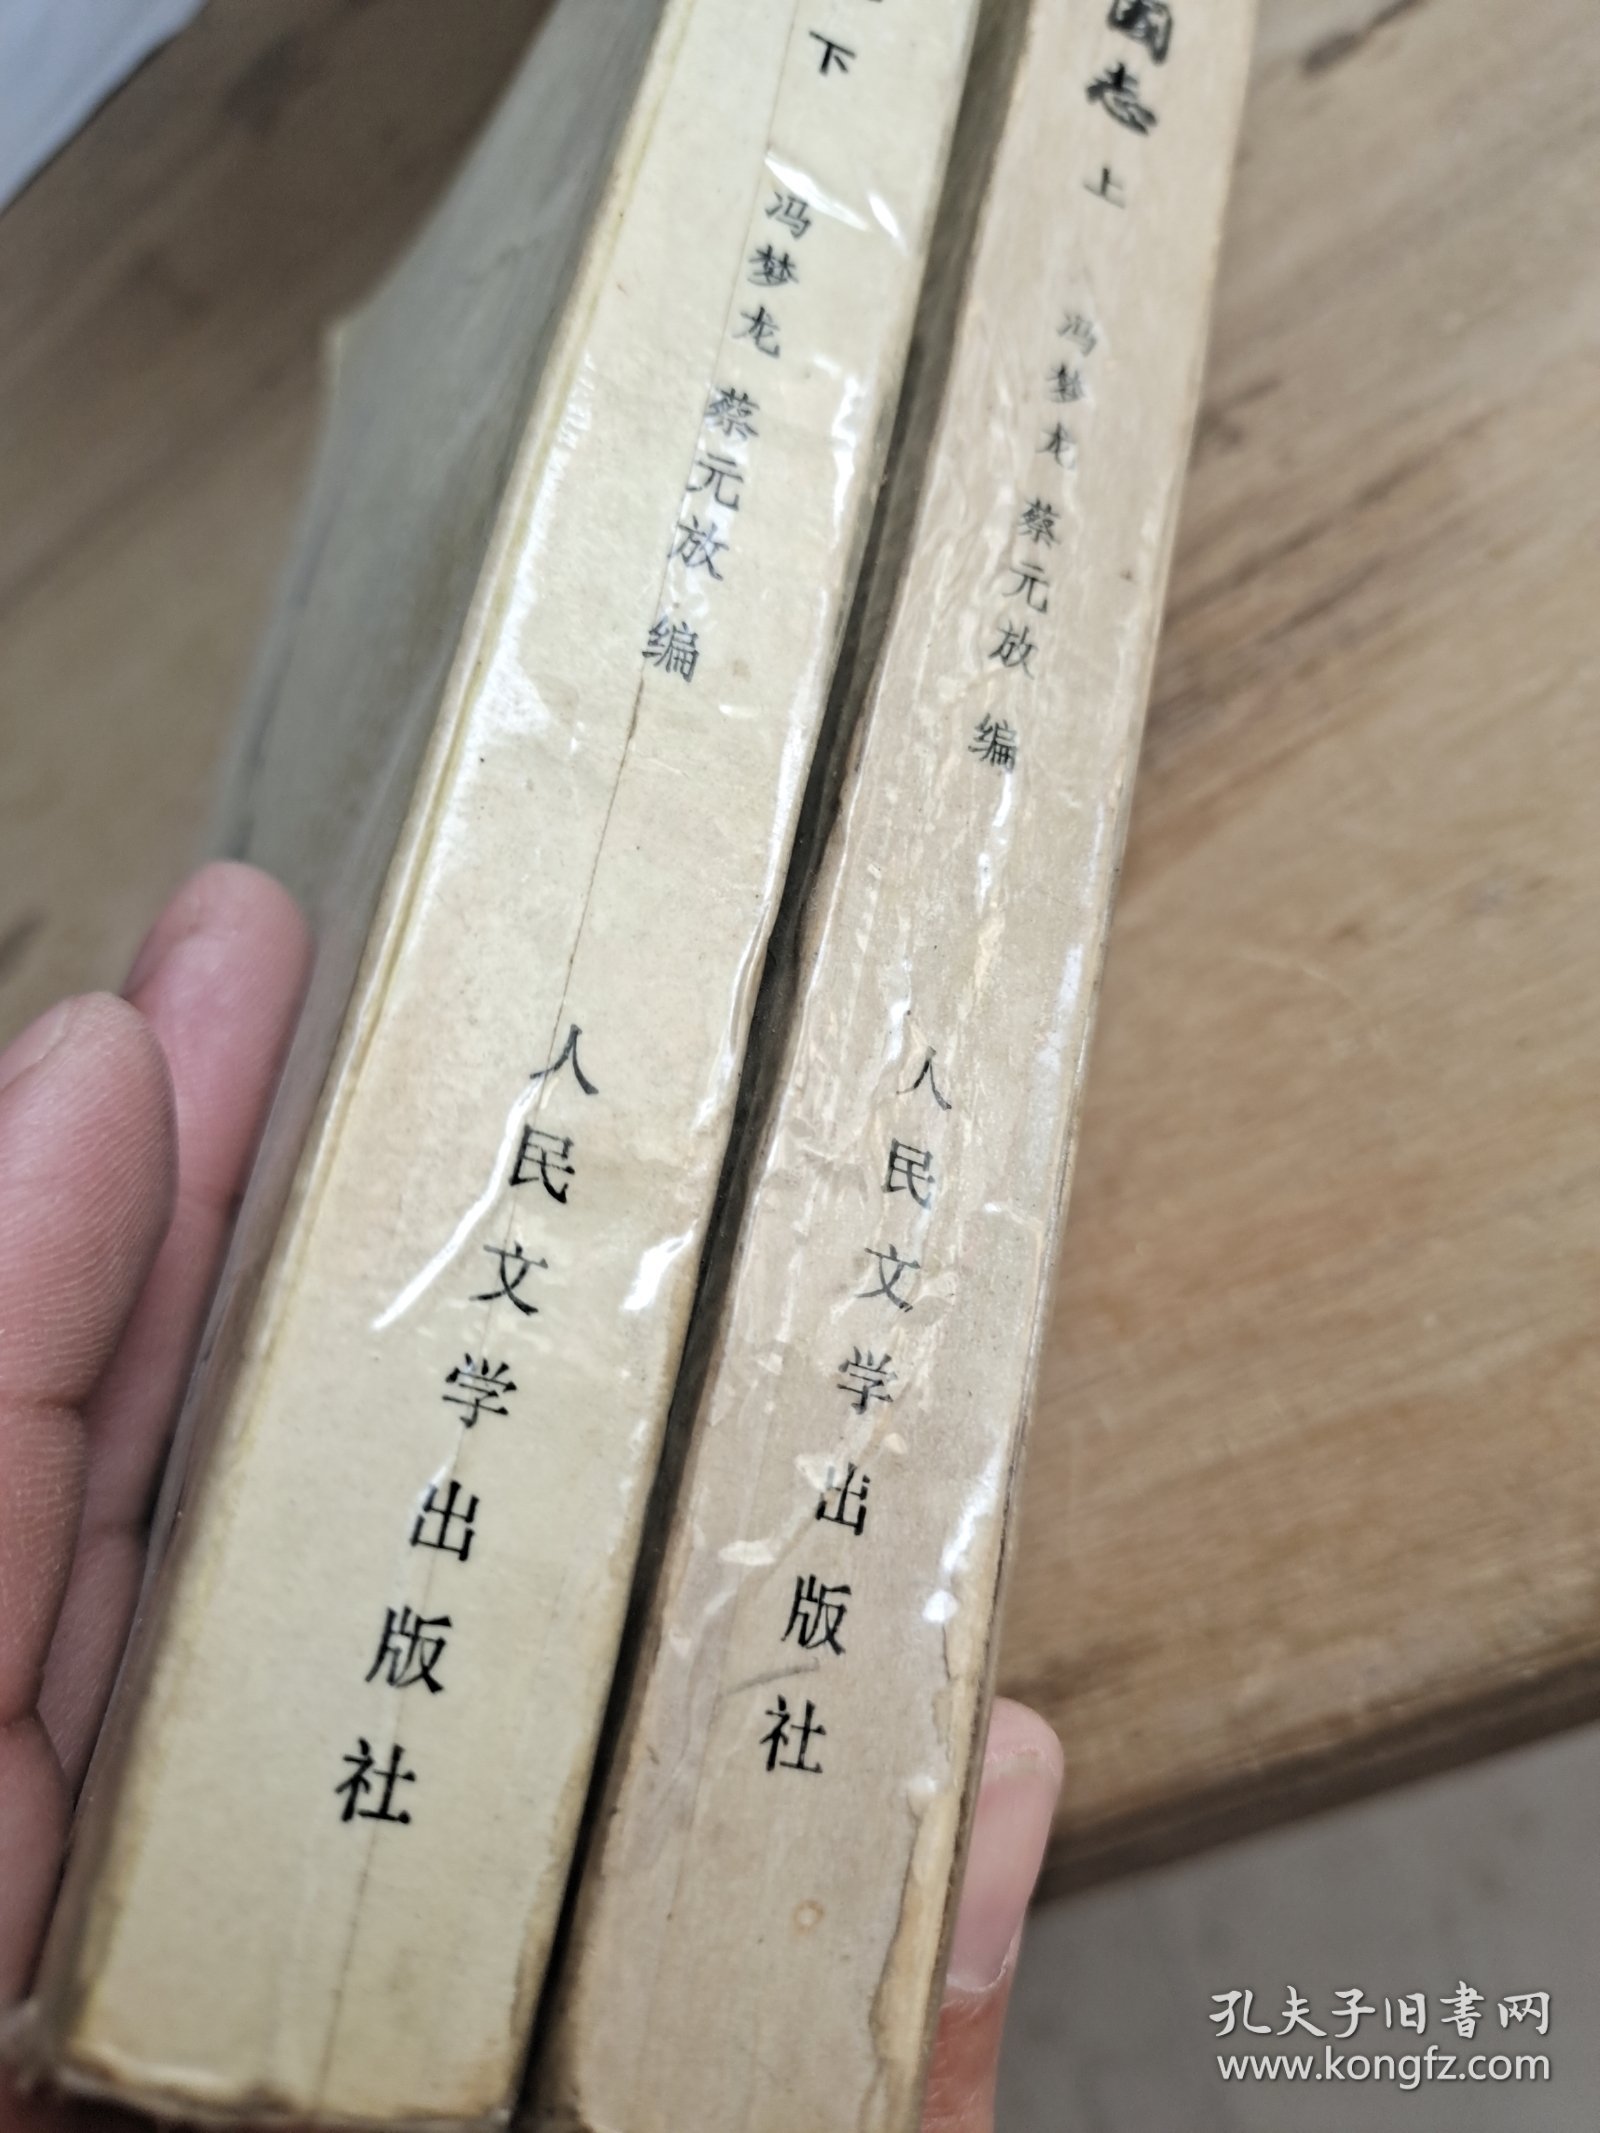 下
冯梦龙 蔡元放 编
人民文学出版社
國志 上
冯梦龙 蔡元放 编
人民文学出版社
孔夫子旧书网
www.kongfz.com